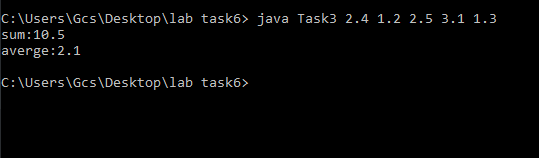 C:\Users\Gcs\Desktop\lab task6> java Task3 2.4 1.2 2.5 3.1 1.3
sum:10.5
averge:2.1
C:\Users\Gcs\Desktop\lab task6>